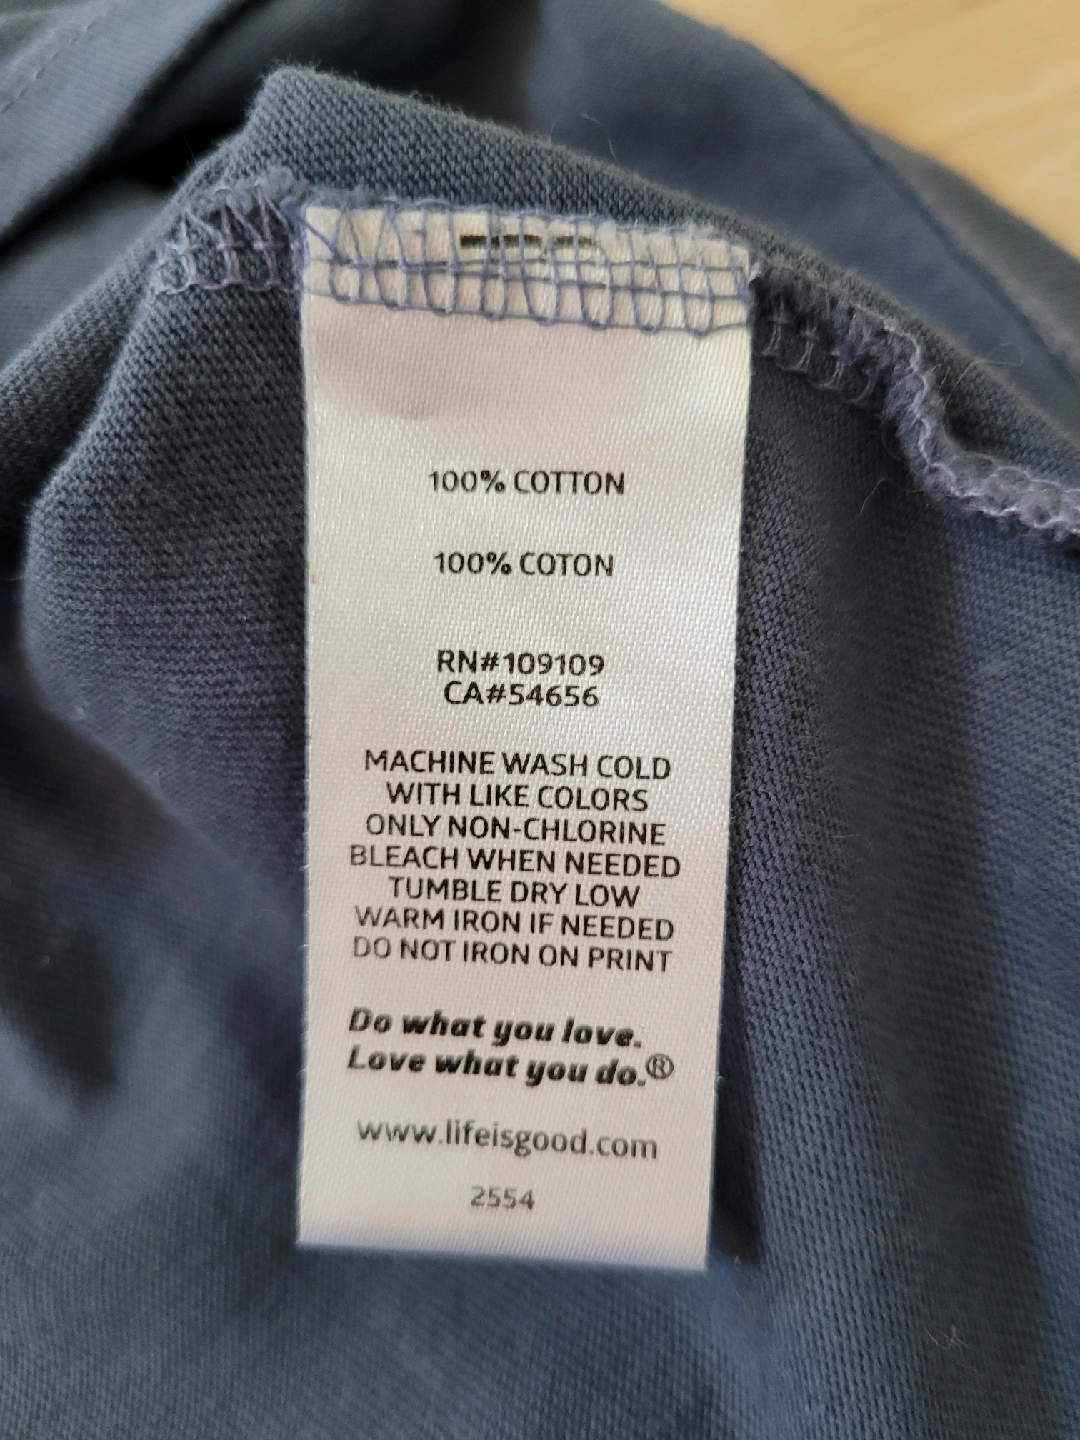 100% COTTON
100% COTON
RN#109109
CA#54656
MACHINE WASH COLD
WITH LIKE COLORS
ONLY NON-CHLORINE
BLEACH WHEN NEEDED
TUMBLE DRY LOW
WARM IRON IF NEEDED
DO NOT IRON ON PRINT
Do what you love.
Love what you do.®
www.lifeisgood.com
2554